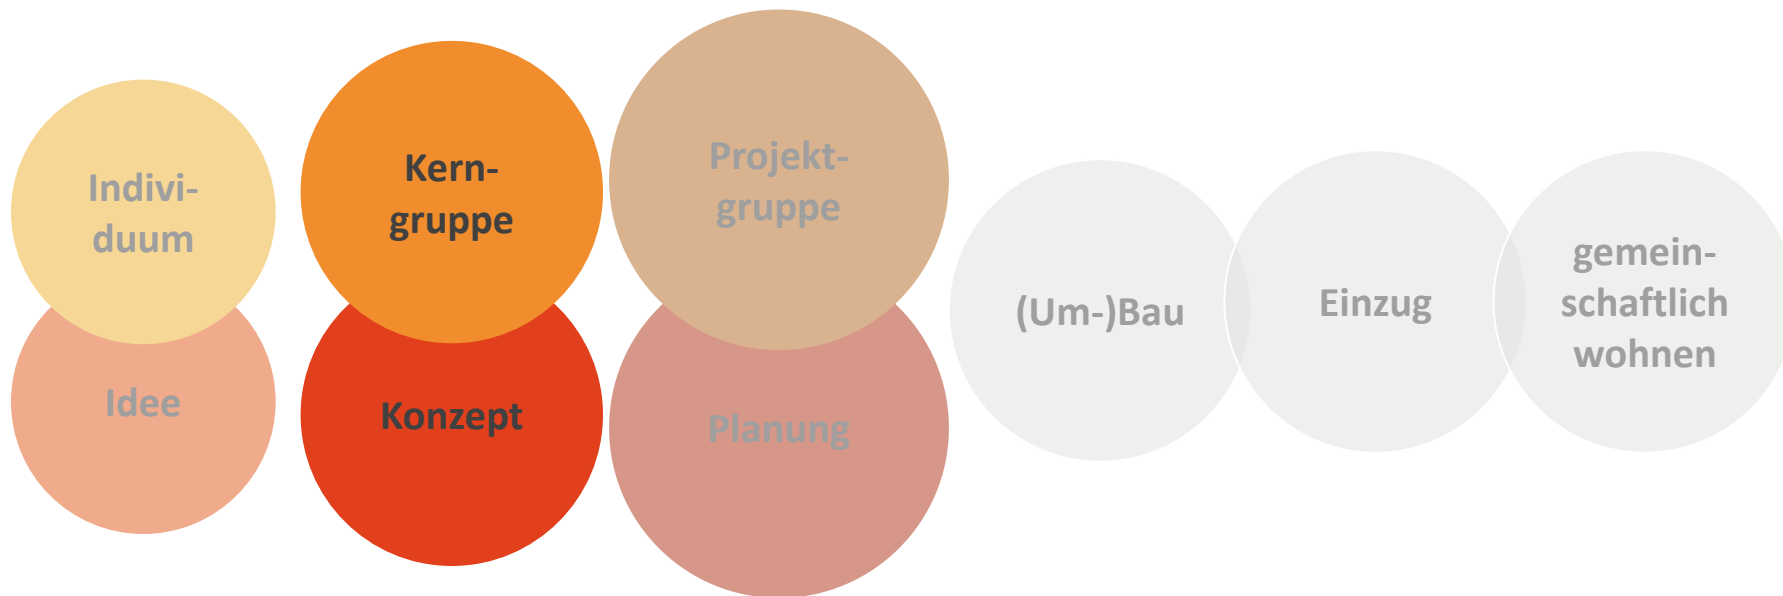 Indivi-
duum
Idee
Kern-
gruppe
Konzept
Projekt-
gruppe
Planung
(Um-)Bau
Einzug
gemein-
schaftlich
wohnen